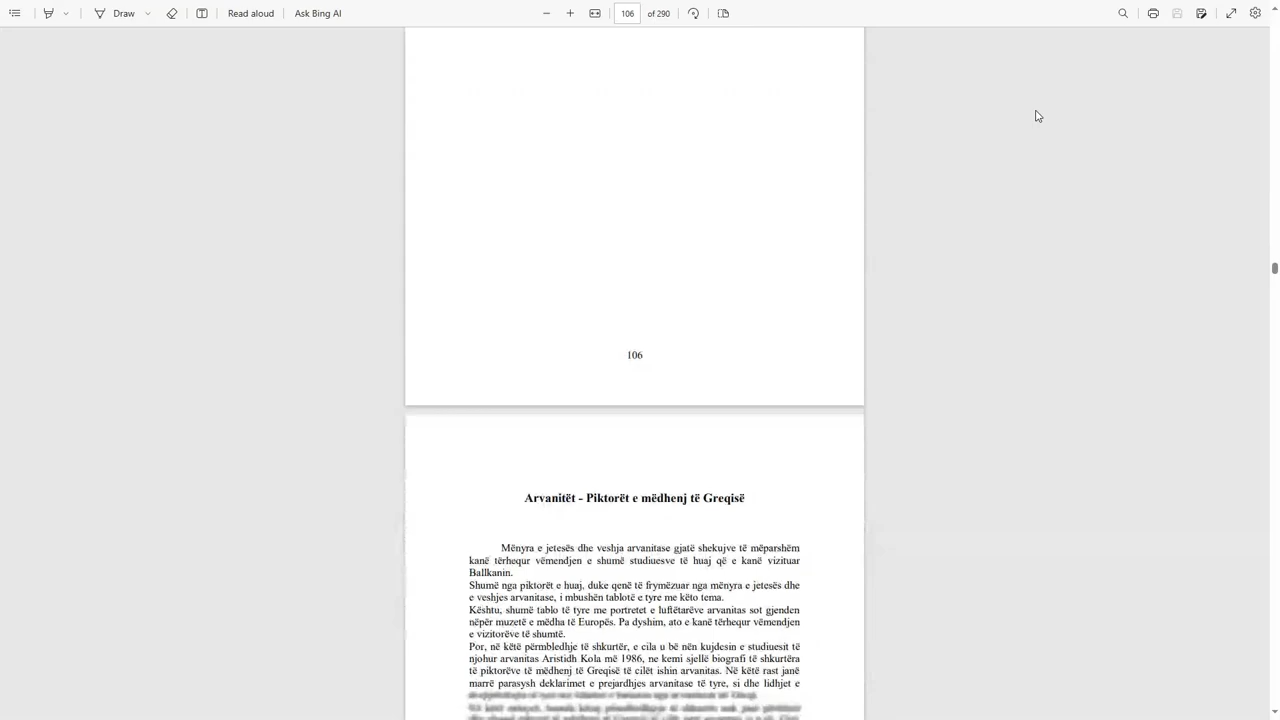 Draw
Read aloud
Ask Bing AI
106 of 290
106
Arvanitët - Piktorët e mëdhenj të Greqisë
Mënyra e jetesës dhe veshja arvanitase gjatë shekujve të mëparshëm
kanë tërhequr vëmendjen e shumë studiuesve të huaj që e kanë vizituar
Ballkanin.
Shumë nga piktorët e huaj, duke qenë të frymëzuar nga mënyra e jetesës dhe
e veshjes arvanitase, i mbushën tablotë e tyre me këto tema.
Kështu, shumë tablo të tyre me portretet e luftëtarëve arvanitas sot gjenden
nëpër muzetë e mëdha të Europës. Pa dyshim, ato e kanë tërhequr vëmendjen
e vizitorëve të shumtë.
Por, në këtë përmbledhje të shkurtër, e cila u bë nën kujdesin e studiuesit të
njohur arvanitas Aristidh Kola më 1986, ne kemi sjellë biografi të shkurtëra
të piktorëve të mëdhenj të Greqisë të cilët ishin arvanitas. Në këtë rast janë
marrë parasysh deklarimet e prejardhjes arvanitase të tyre, si dhe lidhjet e